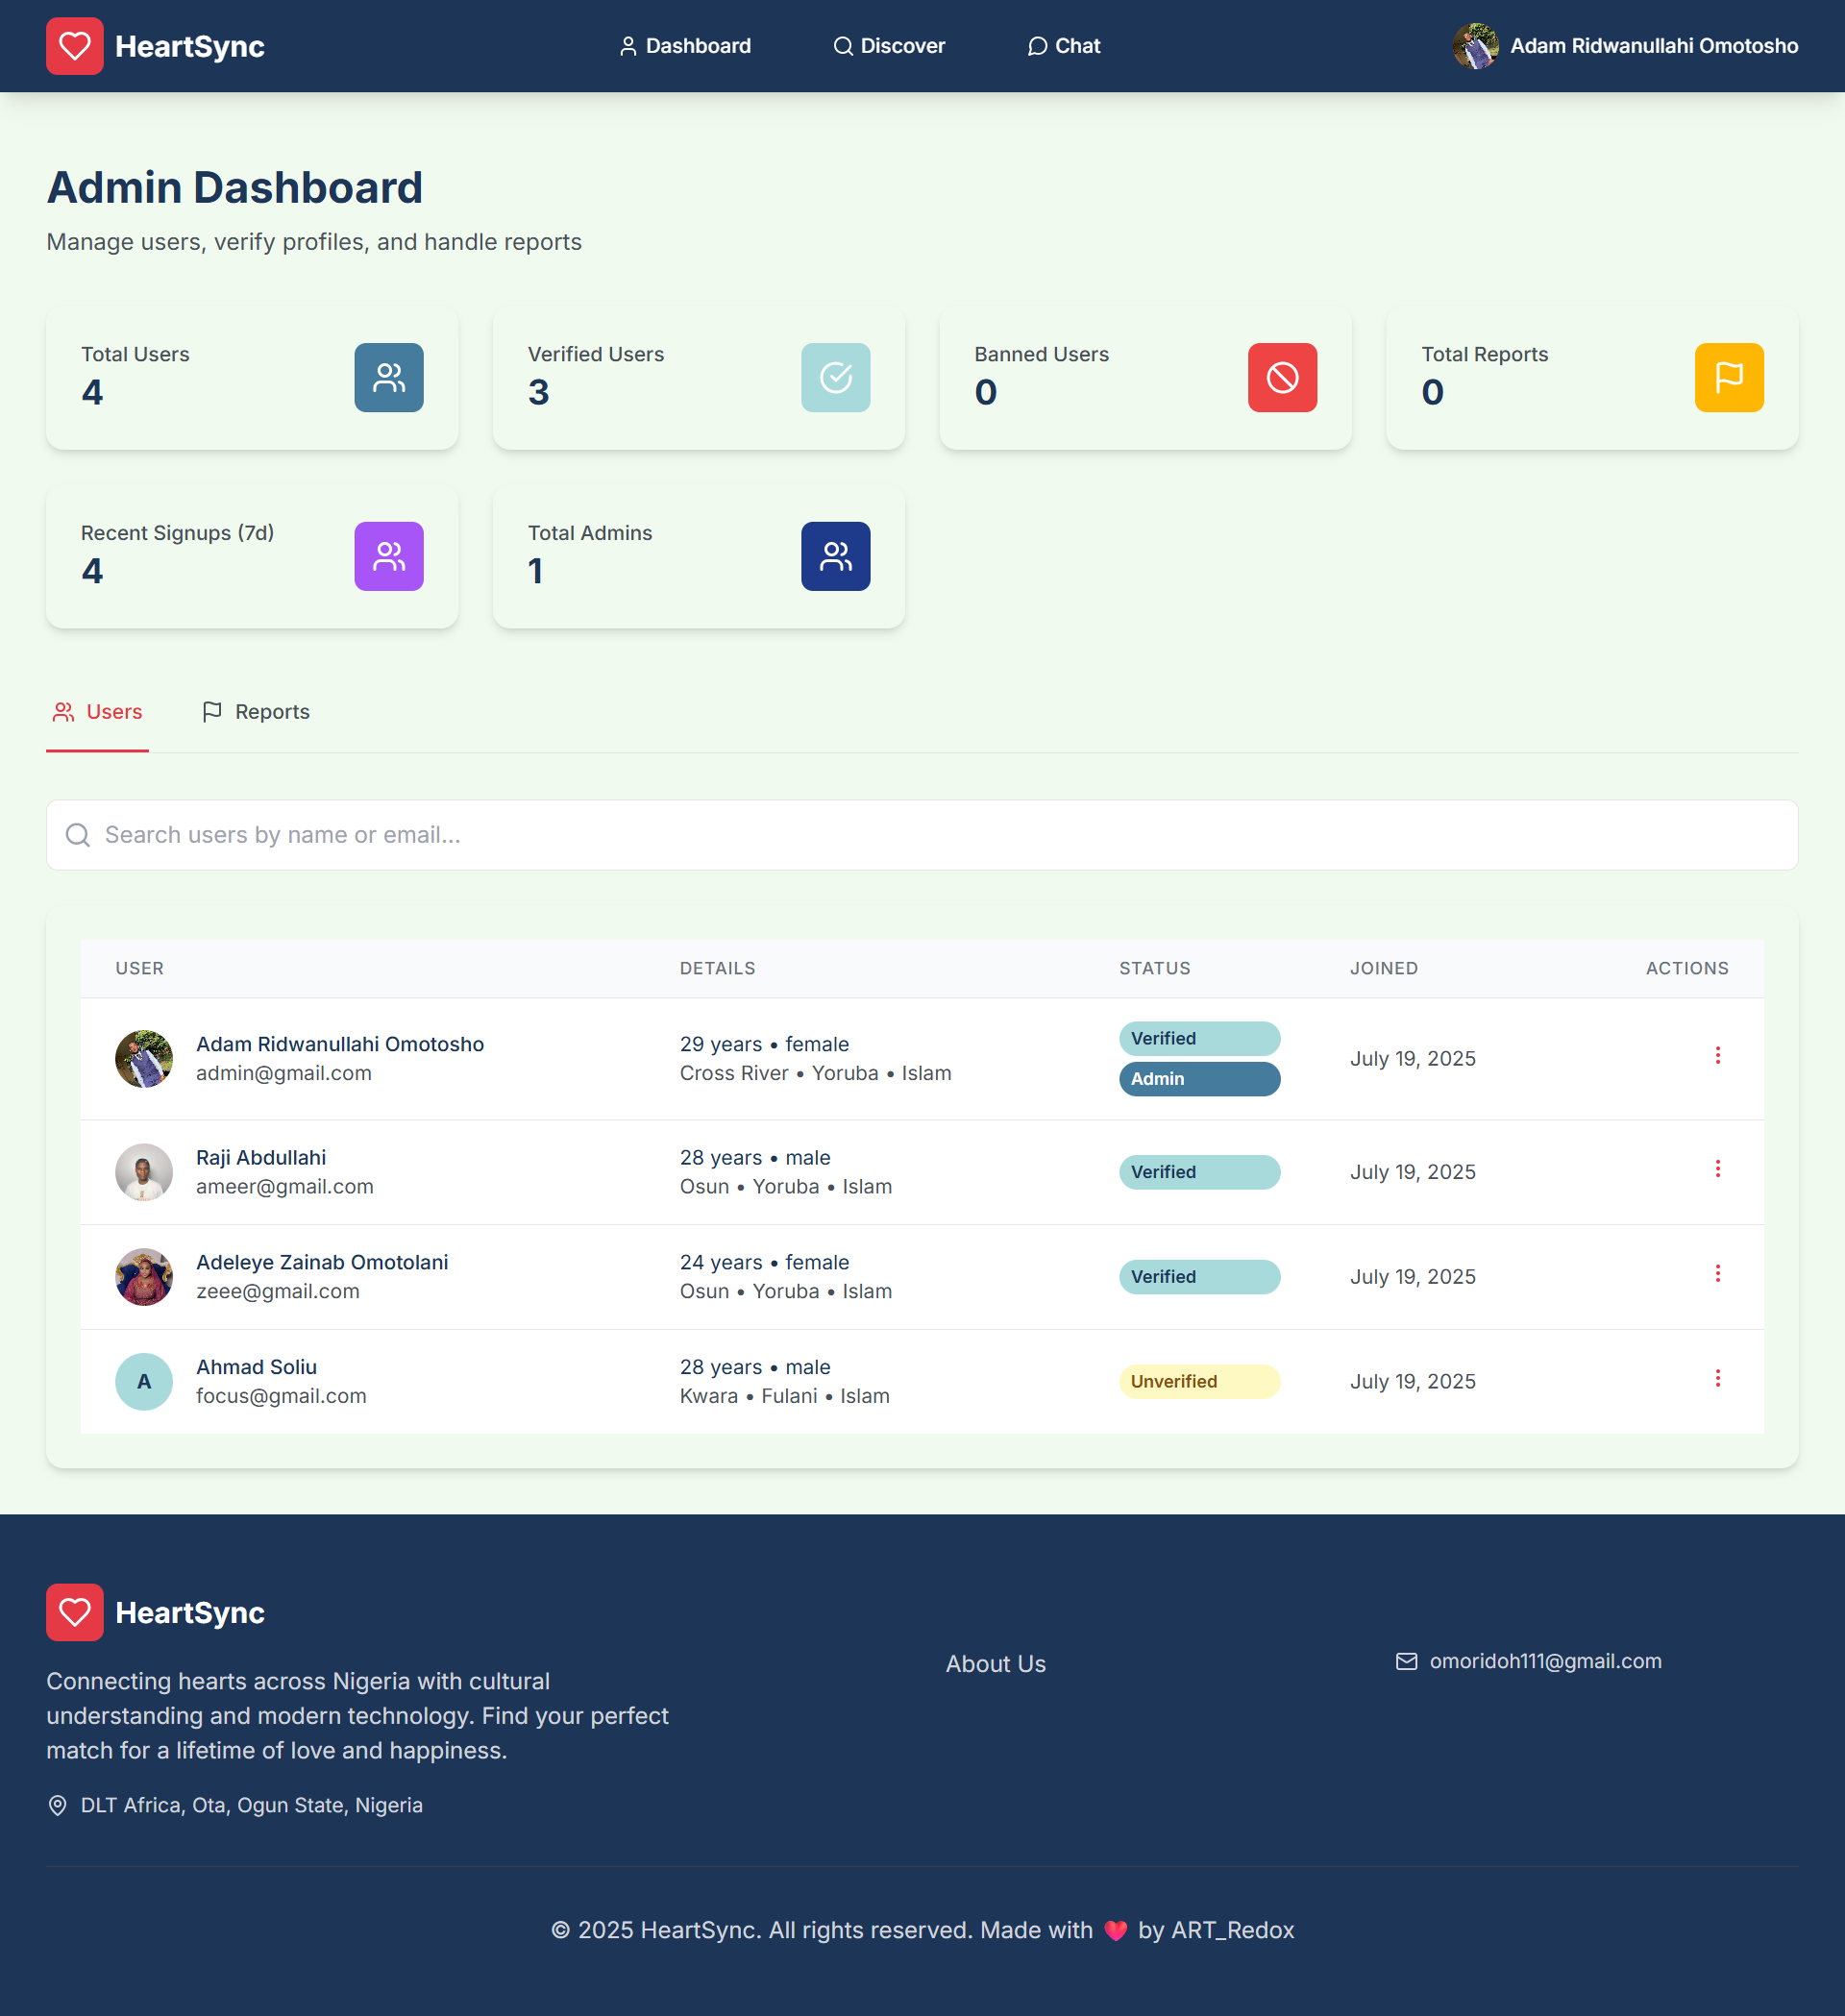 HeartSync
Dashboard
Discover
Chat
Adam Ridwanullahi Omotosho
Admin Dashboard
Manage users, verify profiles, and handle reports
Total Users
4
Verified Users
3
Banned Users
0
Total Reports
0
Recent Signups (7d)
4
Total Admins
1
Users
Reports
Search users by name or email...
USER DETAILS STATUS JOINED ACTIONS
Adam Ridwanullahi Omotosho
admin@gmail.com
29 years • female
Cross River • Yoruba • Islam
Verified
Admin
July 19, 2025
Raji Abdullahi
ameer@gmail.com
28 years • male
Osun • Yoruba • Islam
Verified
July 19, 2025
Adeleye Zainab Omotolani
zeee@gmail.com
24 years • female
Osun • Yoruba • Islam
Verified
July 19, 2025
A
Ahmad Soliu
focus@gmail.com
28 years • male
Kwara • Fulani • Islam
Unverified
July 19, 2025
HeartSync
Connecting hearts across Nigeria with cultural
understanding and modern technology. Find your perfect
match for a lifetime of love and happiness.
DLT Africa, Ota, Ogun State, Nigeria
About Us
omoridoh111@gmail.com
© 2025 HeartSync. All rights reserved. Made with ❤️ by ART_Redox